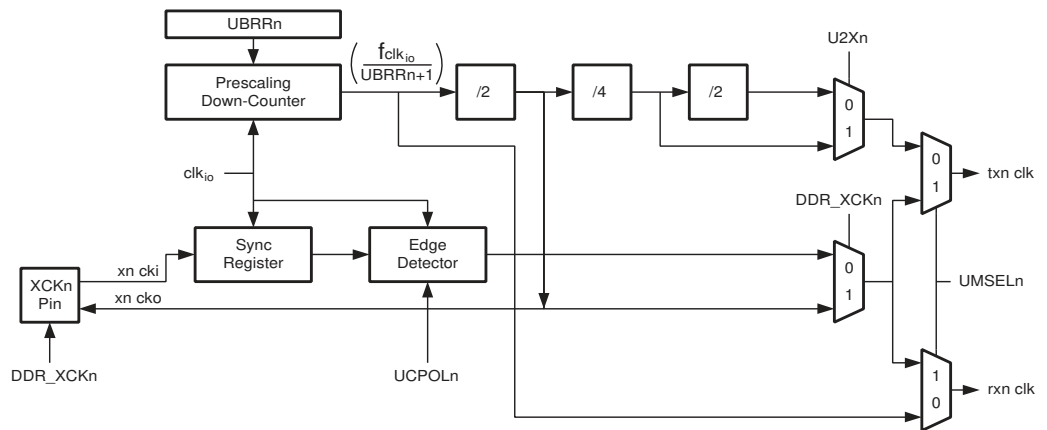 UBRRn
fclkio
UBRRn+1
U2Xn
Prescaling
Down-Counter
/2
/4
/2
0
1
0
1
txn clk
clkio
DDR_XCKn
Sync
Register
Edge
Detector
xn cki
0
1
XCKn
Pin
xn cko
UMSELn
DDR_XCKn
UCPOLn
1
0
rxn clk